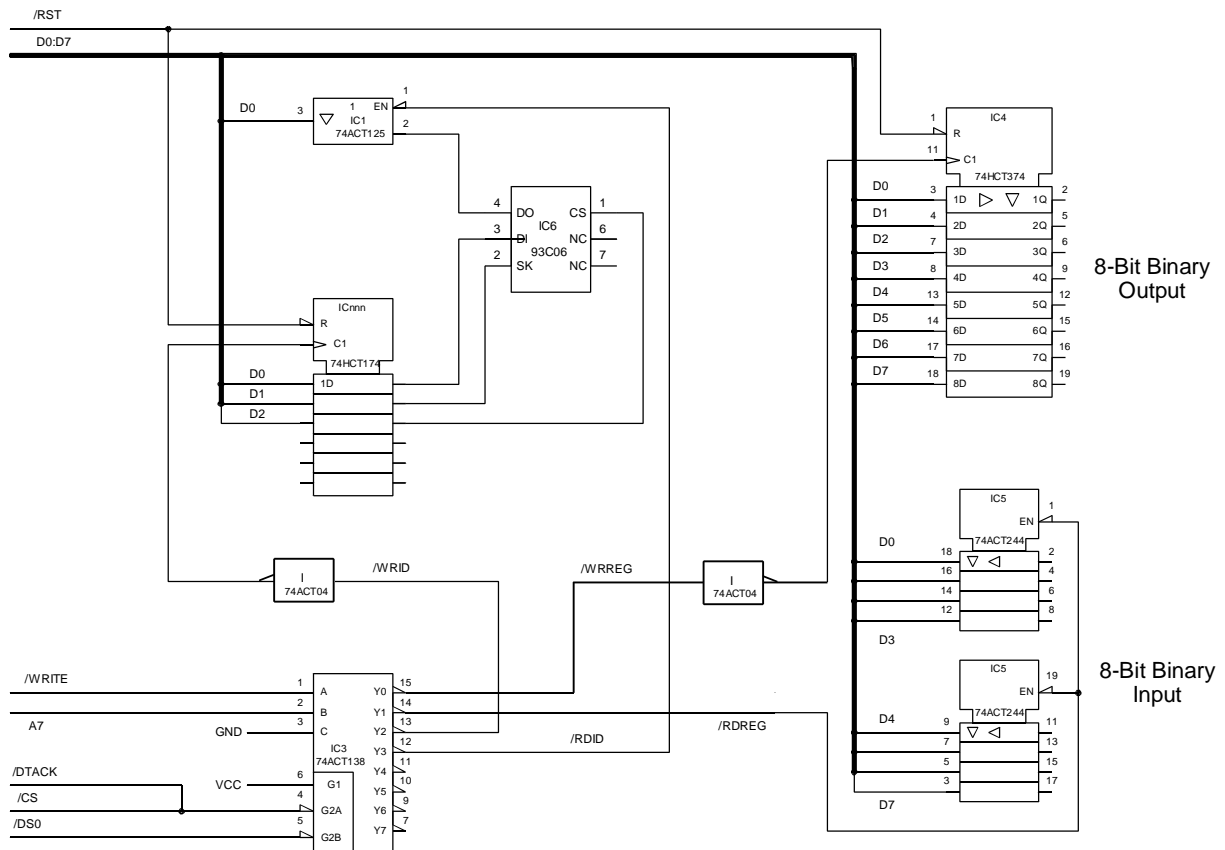 /RST
D0:D7
D0
3
1
EN
1
IC1
2
74ACT125
4
DO
CS
1
3
DI
IC6
NC
6
2
SK
93C06
NC
7
ICnnn
R
C1
74HCT174
D0
1D
D1
D2
1
R
IC4
11
C1
74HCT374
D0
3
1D
1Q
2
D1
4
2D
2Q
5
D2
7
3D
3Q
6
D3
8
4D
4Q
9
D4
13
5D
5Q
12
D5
14
6D
6Q
15
D6
17
7D
7Q
16
D7
18
8D
8Q
19
8-Bit Binary
Output
I
74ACT04
/WRID
/WRREG
I
74ACT04
IC5
1
EN
74ACT244
D0
18
2
16
4
14
6
12
8
D3
IC5
19
EN
74ACT244
D4
9
11
7
13
5
15
3
17
D7
8-Bit Binary
Input
/WRITE
1
A
Y0
15
2
B
Y1
14
A7
GND
3
C
Y2
13
/RDREG
IC3
Y3
12
/RDID
74ACT138
Y4
11
/DTACK
VCC
6
G1
Y5
10
/CS
4
G2A
Y6
9
/DS0
5
G2B
Y7
7